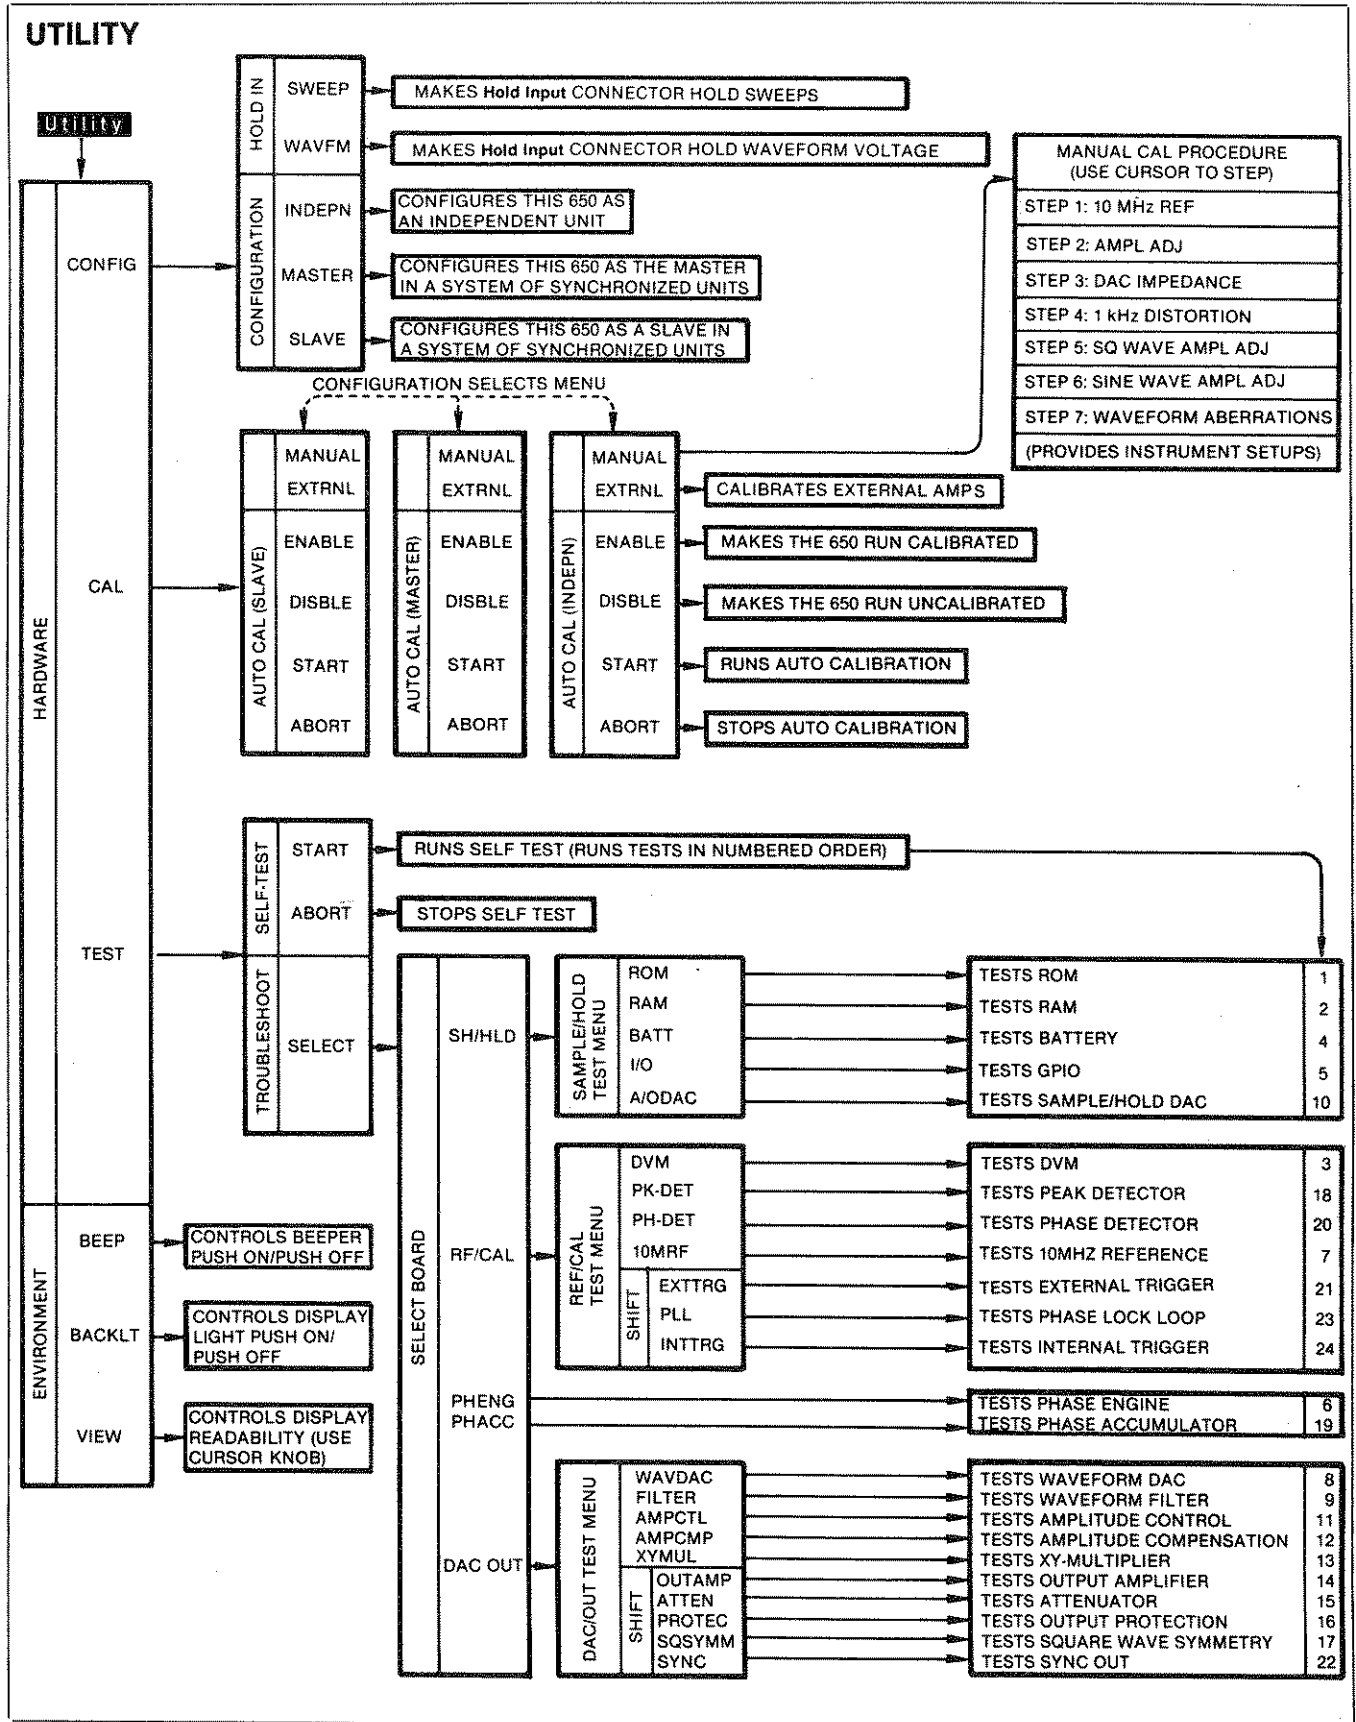 UTILITY
Utility
HARDWARE
CONFIG
CAL
TEST
ENVIRONMENT
BEEP
BACKLT
VIEW
HOLD IN
SWEEP
WAVFM
CONFIGURATION
INDEPN
MASTER
SLAVE
MAKES Hold Input CONNECTOR HOLD SWEEPS
MAKES Hold Input CONNECTOR HOLD WAVEFORM VOLTAGE
CONFIGURES THIS 650 AS
AN INDEPENDENT UNIT
CONFIGURES THIS 650 AS THE MASTER
IN A SYSTEM OF SYNCHRONIZED UNITS
CONFIGURES THIS 650 AS A SLAVE IN
A SYSTEM OF SYNCHRONIZED UNITS
MANUAL CAL PROCEDURE
(USE CURSOR TO STEP)
STEP 1: 10 MHz REF
STEP 2: AMPL ADJ
STEP 3: DAC IMPEDANCE
STEP 4: 1 kHz DISTORTION
STEP 5: SQ WAVE AMPL ADJ
STEP 6: SINE WAVE AMPL ADJ
STEP 7: WAVEFORM ABERRATIONS
(PROVIDES INSTRUMENT SETUPS)
CONFIGURATION SELECTS MENU
AUTO CAL (SLAVE)
MANUAL
EXTRNL
ENABLE
DISBLE
START
ABORT
AUTO CAL (MASTER)
MANUAL
EXTRNL
ENABLE
DISBLE
START
ABORT
AUTO CAL (INDEPN)
MANUAL
EXTRNL
ENABLE
DISBLE
START
ABORT
CALIBRATES EXTERNAL AMPS
MAKES THE 650 RUN CALIBRATED
MAKES THE 650 RUN UNCALIBRATED
RUNS AUTO CALIBRATION
STOPS AUTO CALIBRATION
SELF-TEST
START
ABORT
TROUBLESHOOT
SELECT
RUNS SELF TEST (RUNS TESTS IN NUMBERED ORDER)
STOPS SELF TEST
SELECT BOARD
SH/HLD
RF/CAL
PHENG
PHACC
DAC OUT
SAMPLE/HOLD
TEST MENU
ROM
RAM
BATT
I/O
A/ODAC
TESTS ROM 1
TESTS RAM 2
TESTS BATTERY 4
TESTS GPIO 5
TESTS SAMPLE/HOLD DAC 10
REF/CAL
TEST MENU
DVM
PK-DET
PH-DET
10MRF
SHIFT
EXTTRG
PLL
INTTRG
TESTS DVM 3
TESTS PEAK DETECTOR 18
TESTS PHASE DETECTOR 20
TESTS 10MHZ REFERENCE 7
TESTS EXTERNAL TRIGGER 21
TESTS PHASE LOCK LOOP 23
TESTS INTERNAL TRIGGER 24
TESTS PHASE ENGINE 6
TESTS PHASE ACCUMULATOR 19
DAC/OUT TEST MENU
WAVDAC
FILTER
AMPCTL
AMPCMP
XYMUL
SHIFT
OUTAMP
ATTEN
PROTEC
SQSYMM
SYNC
TESTS WAVEFORM DAC 8
TESTS WAVEFORM FILTER 9
TESTS AMPLITUDE CONTROL 11
TESTS AMPLITUDE COMPENSATION 12
TESTS XY-MULTIPLIER 13
TESTS OUTPUT AMPLIFIER 14
TESTS ATTENUATOR 15
TESTS OUTPUT PROTECTION 16
TESTS SQUARE WAVE SYMMETRY 17
TESTS SYNC OUT 22
CONTROLS BEEPER
PUSH ON/PUSH OFF
CONTROLS DISPLAY
LIGHT PUSH ON/
PUSH OFF
CONTROLS DISPLAY
READABILITY (USE
CURSOR KNOB)